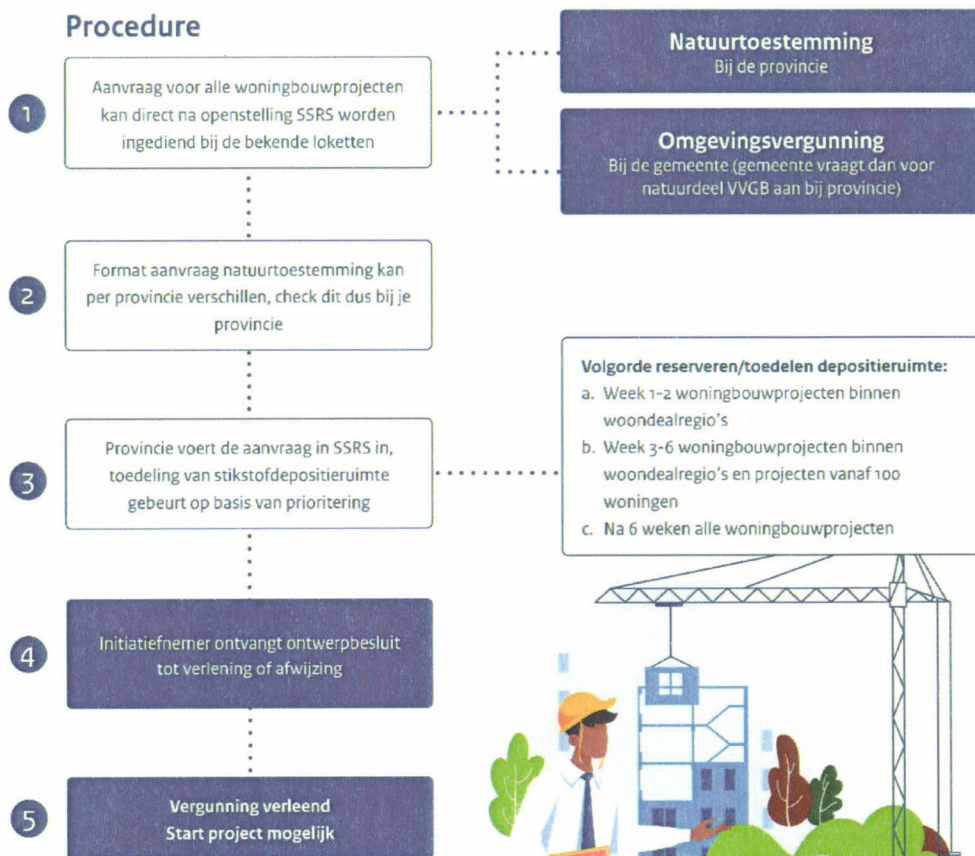 Procedure
1
Aanvraag voor alle woningbouwprojecten
kan direct na openstelling SSRS worden
ingediend bij de bekende loketten
Natuurtoestemming
Bij de provincie
Omgevingsvergunning
Bij de gemeente (gemeente vraagt dan voor
natuurdeel VVGB aan bij provincie)
2
Format aanvraag natuurtoestemming kan
per provincie verschillen, check dit dus bij je
provincie
3
Provincie voert de aanvraag in SSRS in,
toedeling van stikstofdepositieruimte
gebeurt op basis van prioritering
Volgorde reserveren/toedelen depositieruimte:
a. Week 1-2 woningbouwprojecten binnen
woondealregio's
b. Week 3-6 woningbouwprojecten binnen
woondealregio's en projecten vanaf 100
woningen
c. Na 6 weken alle woningbouwprojecten
4
Initiatiefnemer ontvangt ontwerpbesluit
tot verlening of afwijzing
5
Vergunning verleend
Start project mogelijk